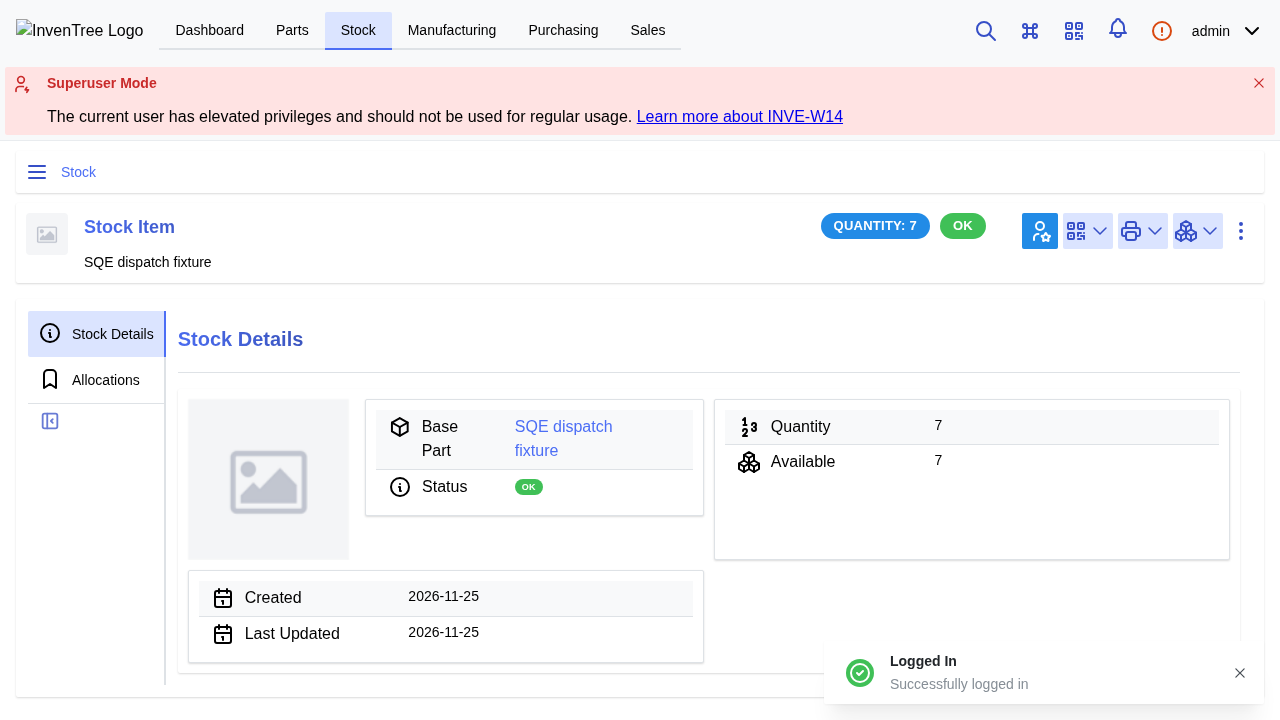 InvenTree Logo
Dashboard
Parts
Stock
Manufacturing
Purchasing
Sales
admin
Superuser Mode
The current user has elevated privileges and should not be used for regular usage. Learn more about INVE-W14
Stock
Stock Item
QUANTITY: 7
OK
SQE dispatch fixture
Stock Details
Allocations
Stock Details
Base Part
SQE dispatch
fixture
Status
OK
Quantity
7
Available
7
Created
2026-11-25
Last Updated
2026-11-25
Logged In
Successfully logged in